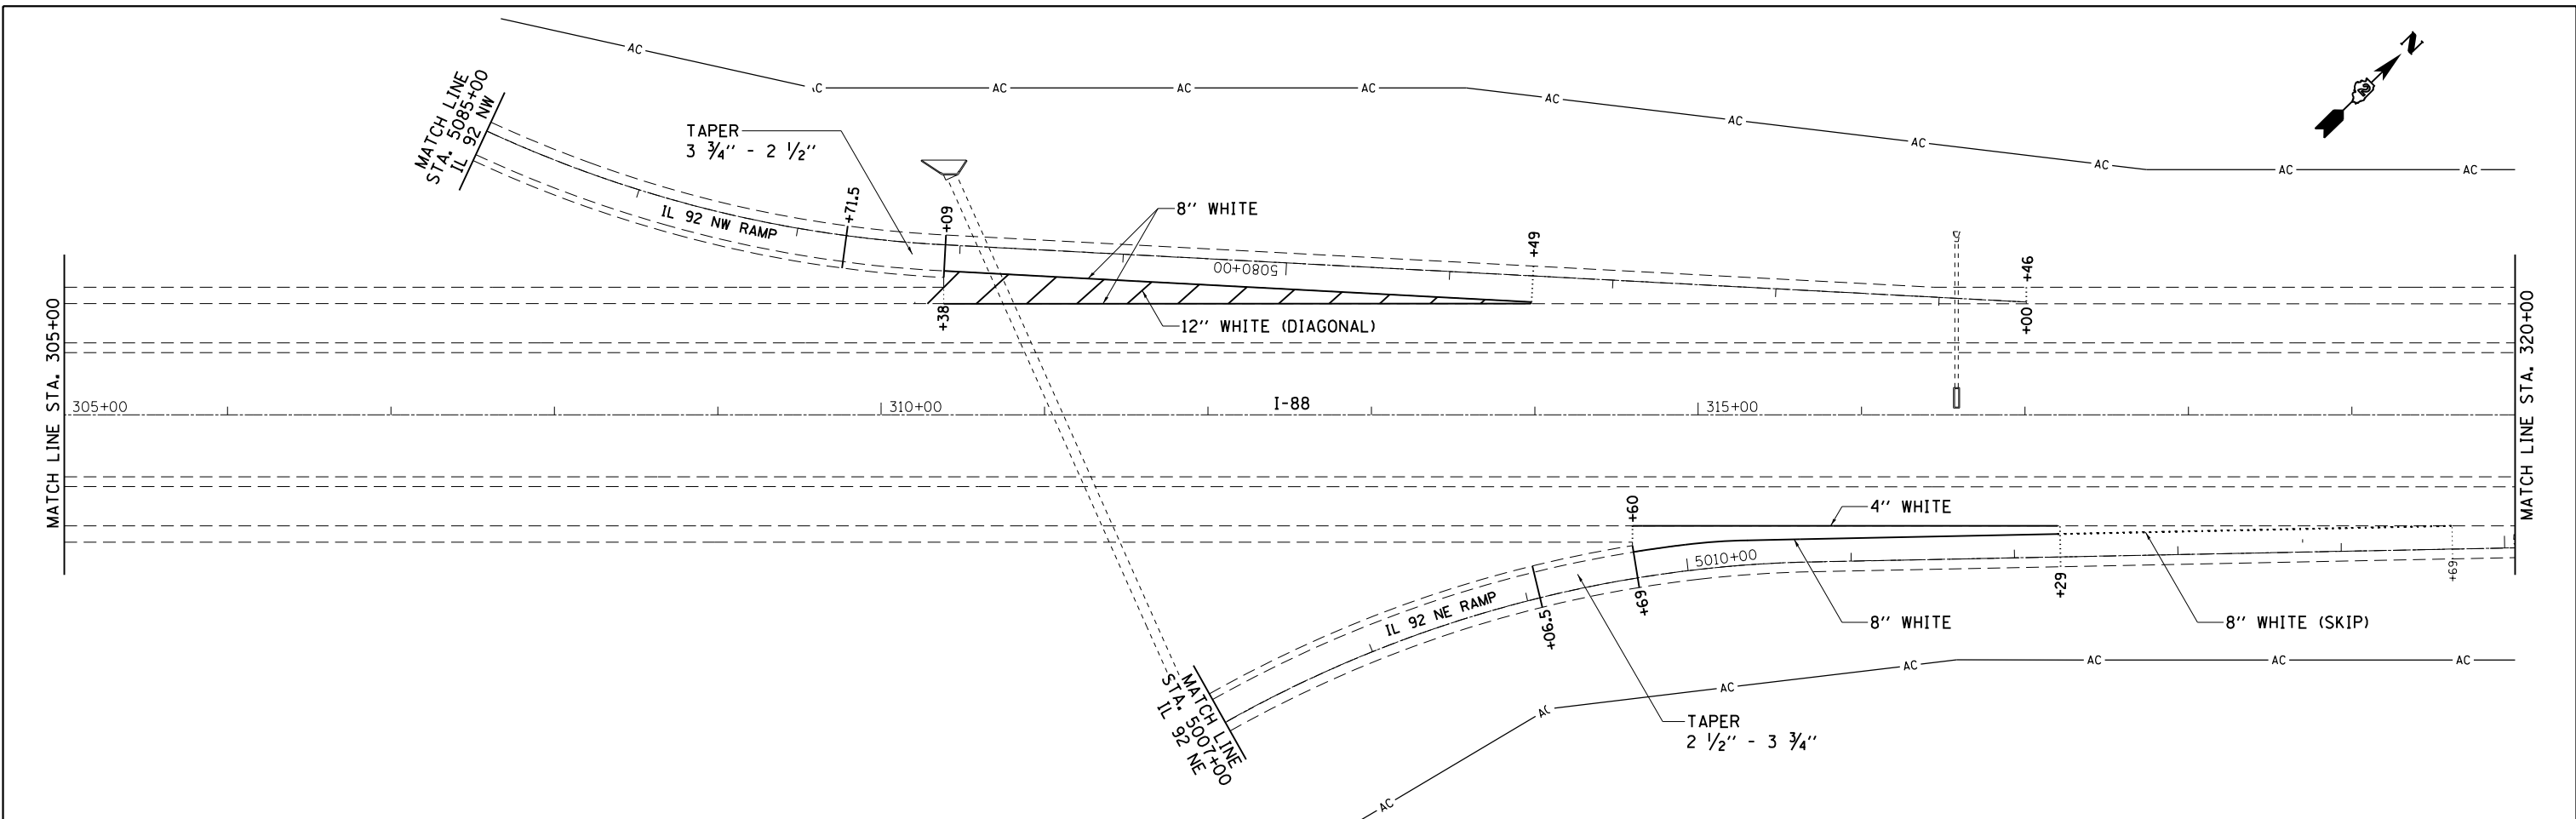 AC
AC
AC
AC
AC
AC
AC
AC
AC
AC
AC
N
MATCH LINE
STA. 5085+00
IL 92 NW
TAPER
3 3/4" - 2 1/2"
+71.5
+09
IL 92 NW RAMP
8" WHITE
5080+00
+49
+46
+38
12" WHITE (DIAGONAL)
+00
MATCH LINE STA. 305+00
305+00
310+00
I-88
315+00
MATCH LINE STA. 320+00
+60
4" WHITE
5010+00
IL 92 NE RAMP
+06.5
+69
+29
+69
8" WHITE
8" WHITE (SKIP)
MATCH LINE
STA. 5007+00
IL 92 NE
TAPER
2 1/2" - 3 3/4"
AC
AC
AC
AC
AC
AC
AC